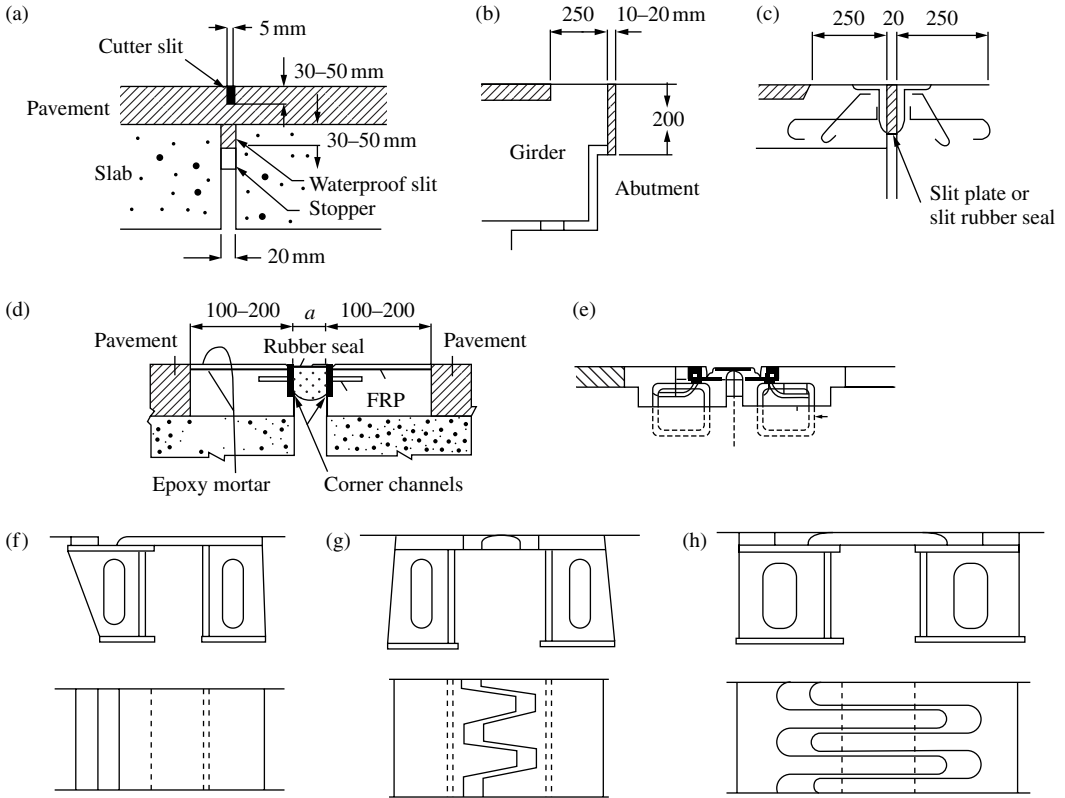 (a)
5 mm
Cutter slit
30–50 mm
Pavement
30–50 mm
Slab
Waterproof slit
Stopper
20 mm
(b)
250
10–20 mm
200
Girder
Abutment
(c)
250 20 250
Slit plate or
slit rubber seal
(d)
100–200 a 100–200
Pavement
Rubber seal
Pavement
FRP
Epoxy mortar
Corner channels
(e)
(f)
(g)
(h)